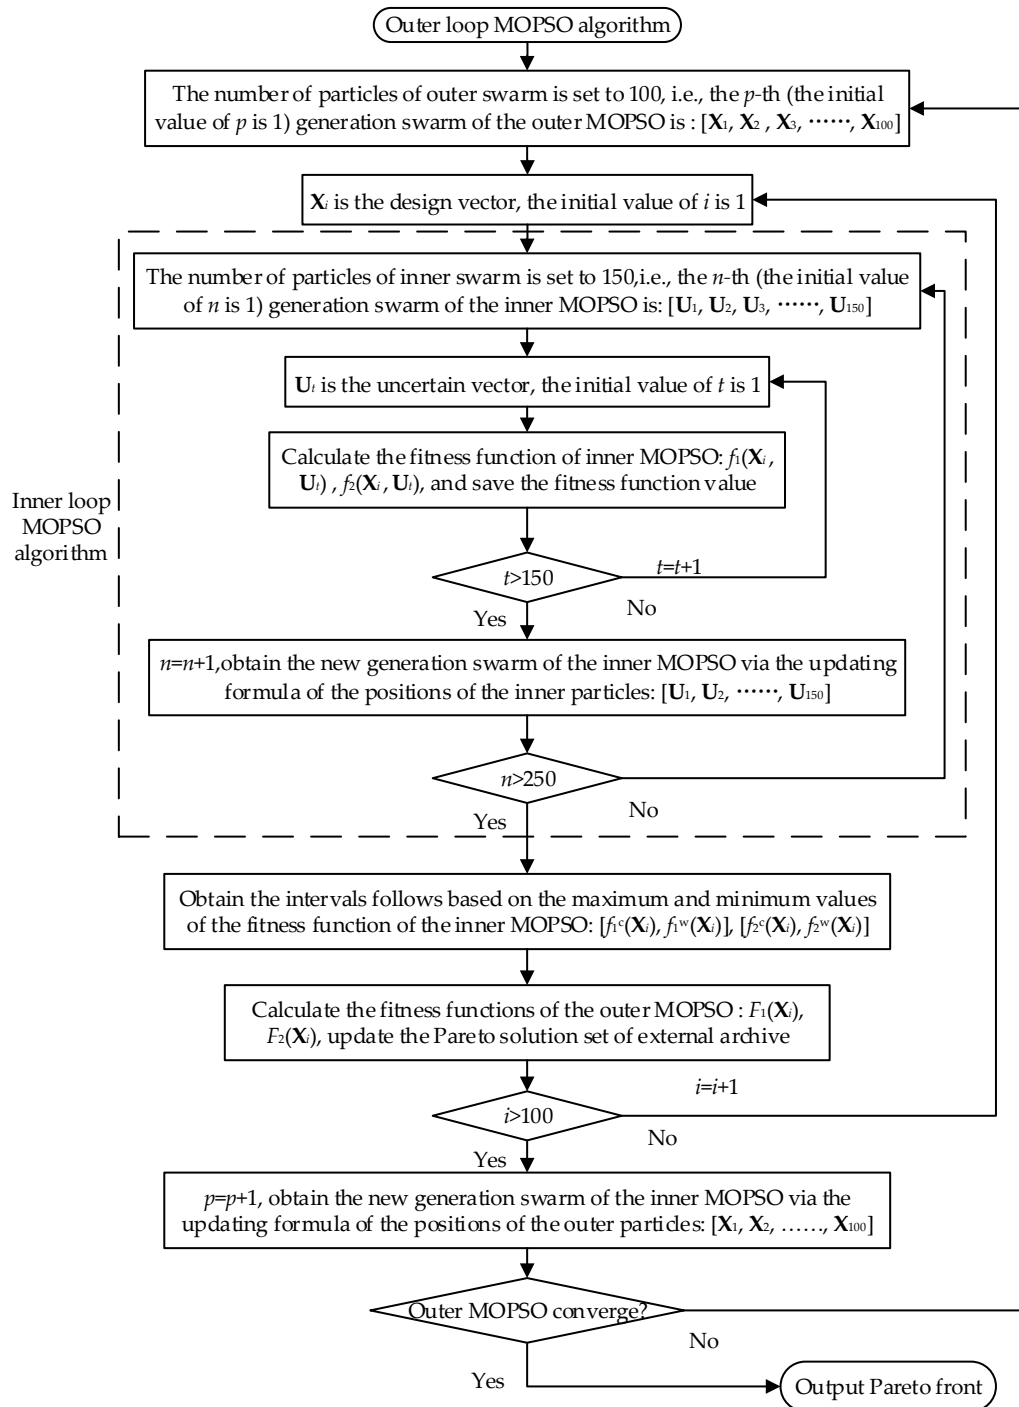 Outer loop MOPSO algorithm
The number of particles of outer swarm is set to 100, i.e., the p-th (the initial
value of p is 1) generation swarm of the outer MOPSO is : [X₁, X₂ , X₃, ······, X₁₀₀]
Xᵢ is the design vector, the initial value of i is 1
The number of particles of inner swarm is set to 150,i.e., the n-th (the initial value
of n is 1) generation swarm of the inner MOPSO is: [U₁, U₂, U₃, ······, U₁₅₀]
Uₜ is the uncertain vector, the initial value of t is 1
Calculate the fitness function of inner MOPSO: f₁(Xᵢ ,
Uₜ) , f₂(Xᵢ , Uₜ), and save the fitness function value
Inner loop
MOPSO
algorithm
t>150
t=t+1
Yes
No
n=n+1,obtain the new generation swarm of the inner MOPSO via the updating
formula of the positions of the inner particles: [U₁, U₂, ······, U₁₅₀]
n>250
No
Yes
Obtain the intervals follows based on the maximum and minimum values
of the fitness function of the inner MOPSO: [f₁ᶜ(Xᵢ), f₁ʷ(Xᵢ)], [f₂ᶜ(Xᵢ), f₂ʷ(Xᵢ)]
Calculate the fitness functions of the outer MOPSO : F₁(Xᵢ),
F₂(Xᵢ), update the Pareto solution set of external archive
i=i+1
i>100
No
Yes
p=p+1, obtain the new generation swarm of the inner MOPSO via the
updating formula of the positions of the outer particles: [X₁, X₂, ……, X₁₀₀]
Outer MOPSO converge?
No
Yes
Output Pareto front